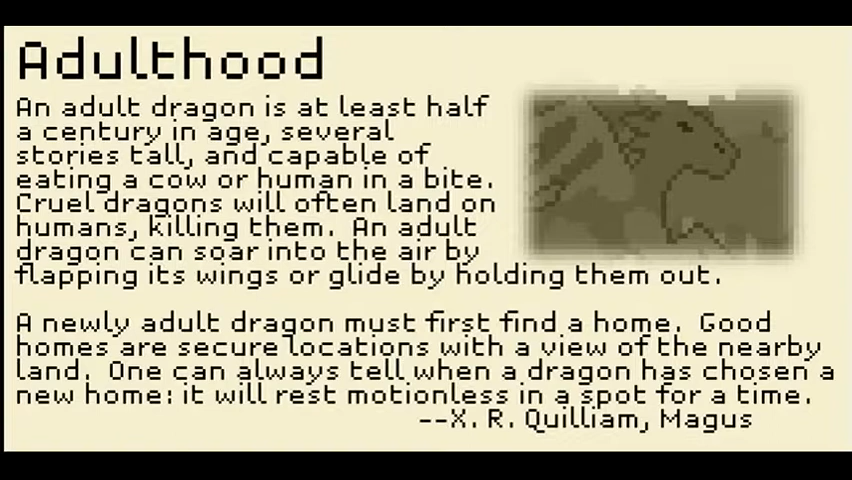 Adulthood
An adult dragon is at least half
a century in age, several
stories tall, and capable of
eating a cow or human in a bite.
Cruel dragons will often land on
humans, killing them. An adult
dragon can soar into the air by
flapping its wings or glide by holding them out.
A newly adult dragon must first find a home. Good
homes are secure locations with a view of the nearby
land. One can always tell when a dragon has chosen a
new home: it will rest motionless in a spot for a time.
--X. R. Quilliam, Magus